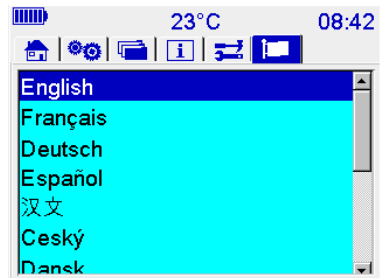 23°C 08:42
English
Français
Deutsch
Español
汉文
Ceský
Dansk